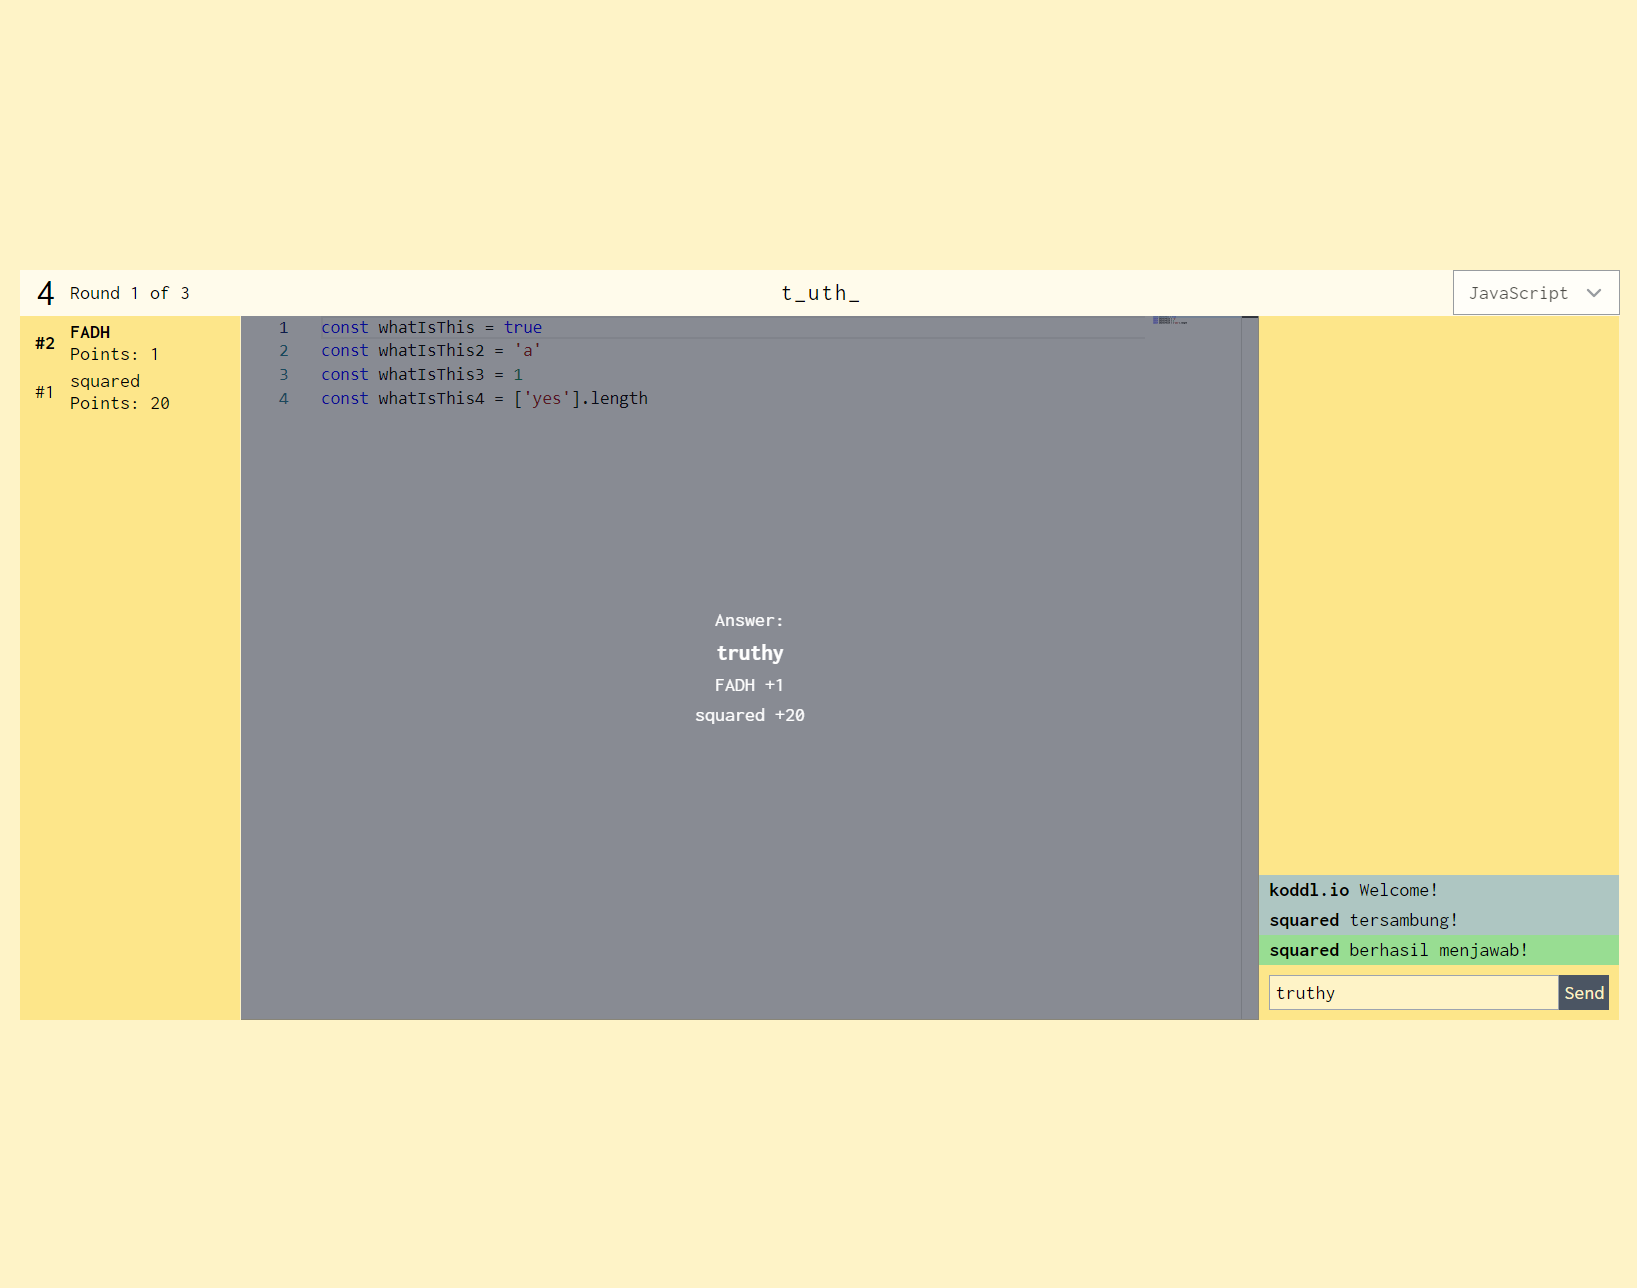 4 Round 1 of 3 t_uth_ JavaScript
#2 FADH
Points: 1
#1 squared
Points: 20
1 const whatIsThis = true
2 const whatIsThis2 = 'a'
3 const whatIsThis3 = 1
4 const whatIsThis4 = ['yes'].length
Answer:
truthy
FADH +1
squared +20
koddl.io Welcome!
squared tersambung!
squared berhasil menjawab!
truthy Send